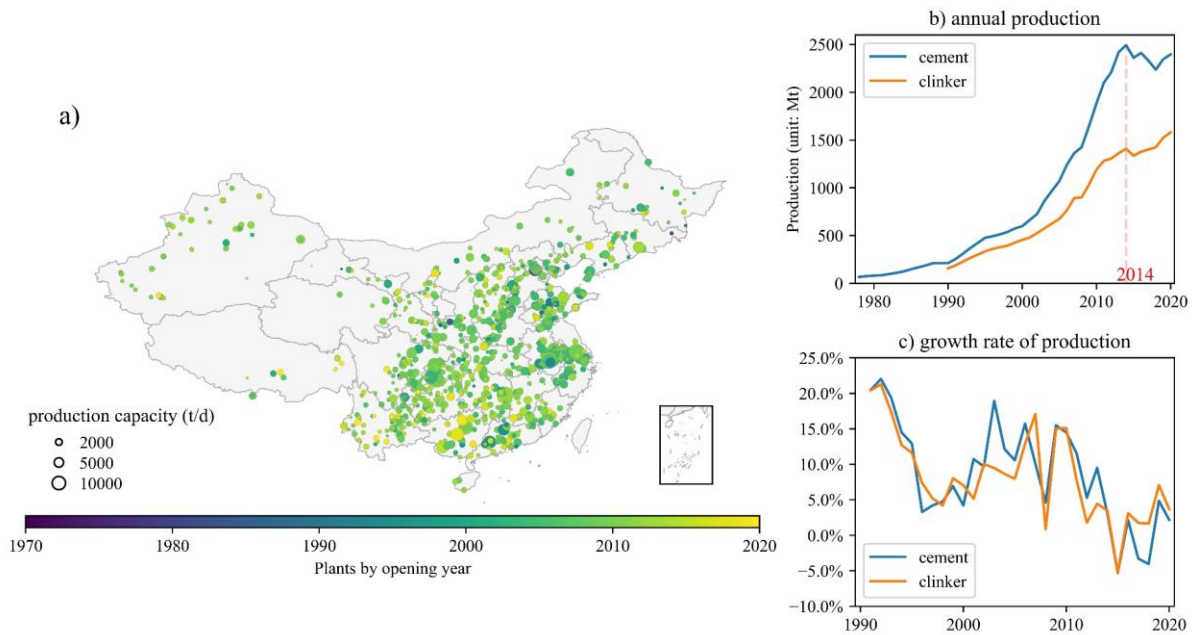 a)
production capacity (t/d)
2000
5000
10000
1970 1980 1990 2000 2010 2020
Plants by opening year
b) annual production
cement
clinker
Production (unit: Mt)
2500
2000
1500
1000
500
0
2014
1980 1990 2000 2010 2020
c) growth rate of production
25.0%
20.0%
15.0%
10.0%
5.0%
0.0%
−5.0%
−10.0%
cement
clinker
1990 2000 2010 2020